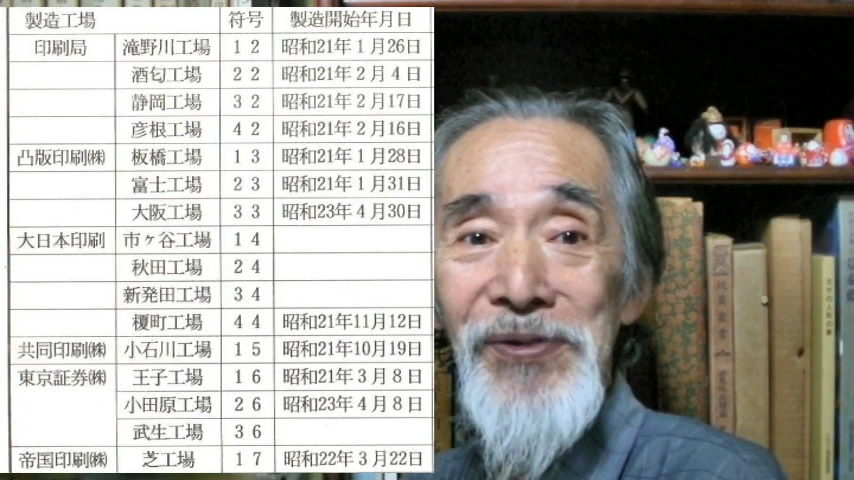 製造工場 符号 製造開始年月日
印刷局 滝野川工場 12 昭和21年1月26日
酒匂工場 22 昭和21年2月4日
静岡工場 32 昭和21年2月17日
彦根工場 42 昭和21年2月16日
凸版印刷㈱ 板橋工場 13 昭和21年1月28日
富士工場 23 昭和21年1月31日
大阪工場 33 昭和23年4月30日
大日本印刷 市ヶ谷工場 14
秋田工場 24
新発田工場 34
榎町工場 44 昭和21年11月12日
共同印刷㈱ 小石川工場 15 昭和21年10月19日
東京証券㈱ 王子工場 16 昭和21年3月8日
小田原工場 26 昭和23年4月8日
武生工場 36
帝国印刷㈱ 芝工場 17 昭和22年3月22日